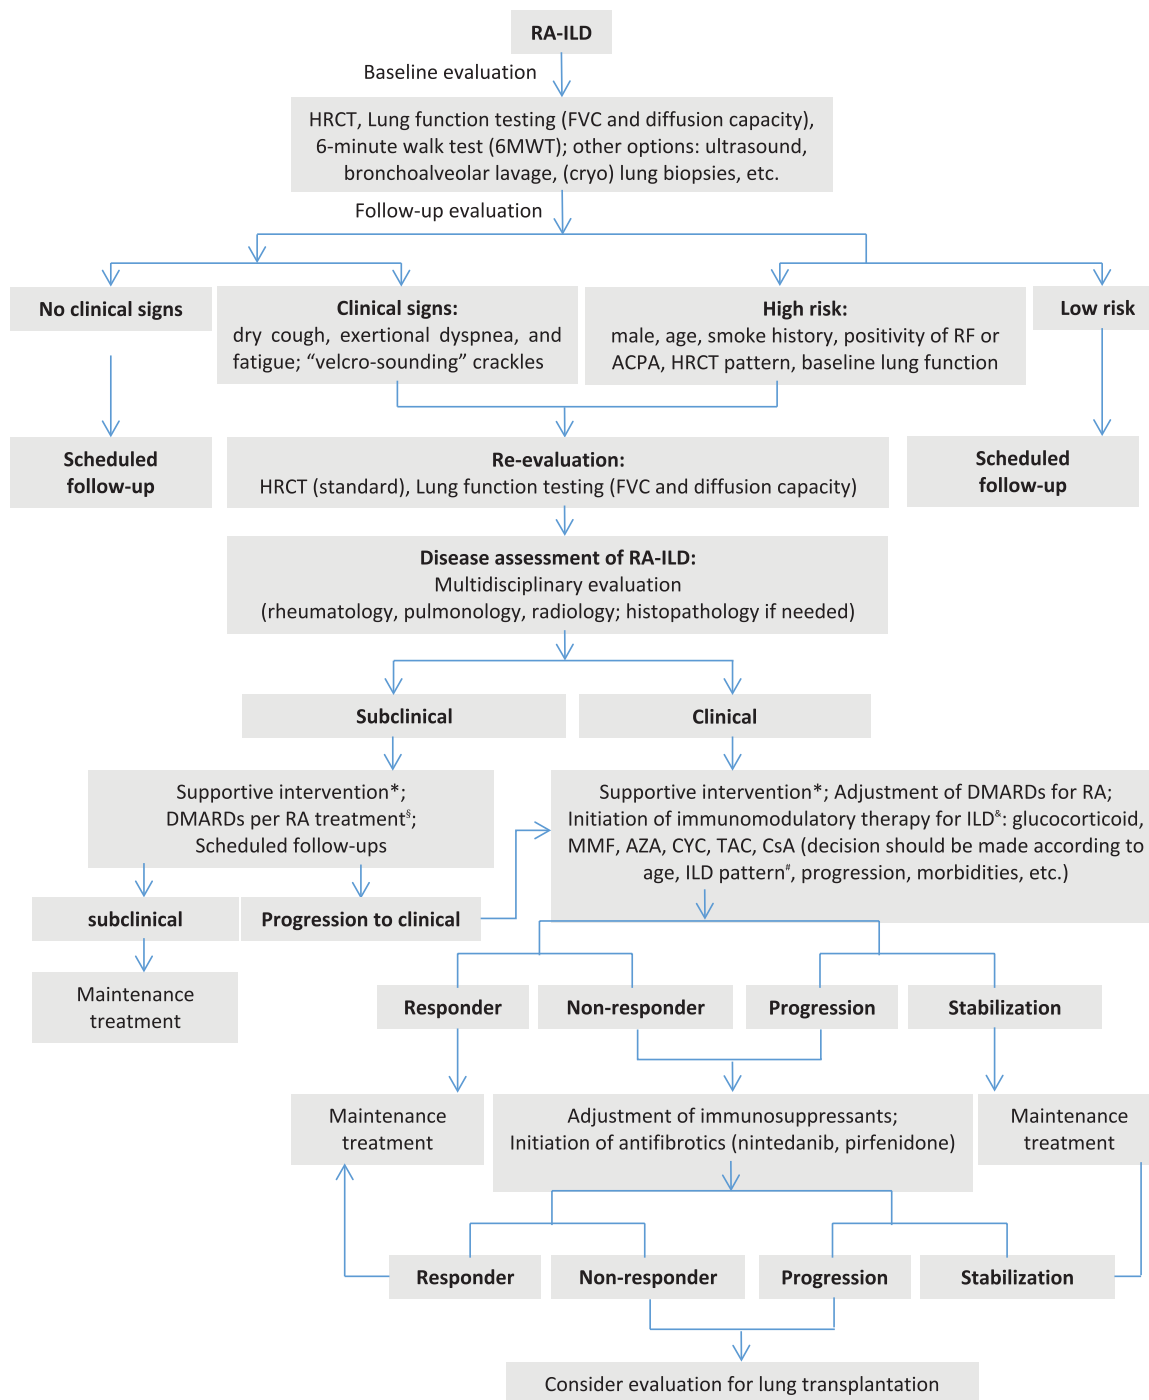 RA-ILD
Baseline evaluation
HRCT, Lung function testing (FVC and diffusion capacity),
6-minute walk test (6MWT); other options: ultrasound,
bronchoalveolar lavage, (cryo) lung biopsies, etc.
Follow-up evaluation
No clinical signs
Clinical signs:
dry cough, exertional dyspnea, and
fatigue; “velcro-sounding” crackles
High risk:
male, age, smoke history, positivity of RF or
ACPA, HRCT pattern, baseline lung function
Low risk
Scheduled
follow-up
Re-evaluation:
HRCT (standard), Lung function testing (FVC and diffusion capacity)
Scheduled
follow-up
Disease assessment of RA-ILD:
Multidisciplinary evaluation
(rheumatology, pulmonology, radiology; histopathology if needed)
Subclinical
Clinical
Supportive intervention*;
DMARDs per RA treatment§;
Scheduled follow-ups
Supportive intervention*; Adjustment of DMARDs for RA;
Initiation of immunomodulatory therapy for ILD&: glucocorticoid,
MMF, AZA, CYC, TAC, CsA (decision should be made according to
age, ILD pattern#, progression, morbidities, etc.)
subclinical
Progression to clinical
Maintenance
treatment
Responder
Non-responder
Progression
Stabilization
Maintenance
treatment
Adjustment of immunosuppressants;
Initiation of antifibrotics (nintedanib, pirfenidone)
Maintenance
treatment
Responder
Non-responder
Progression
Stabilization
Consider evaluation for lung transplantation